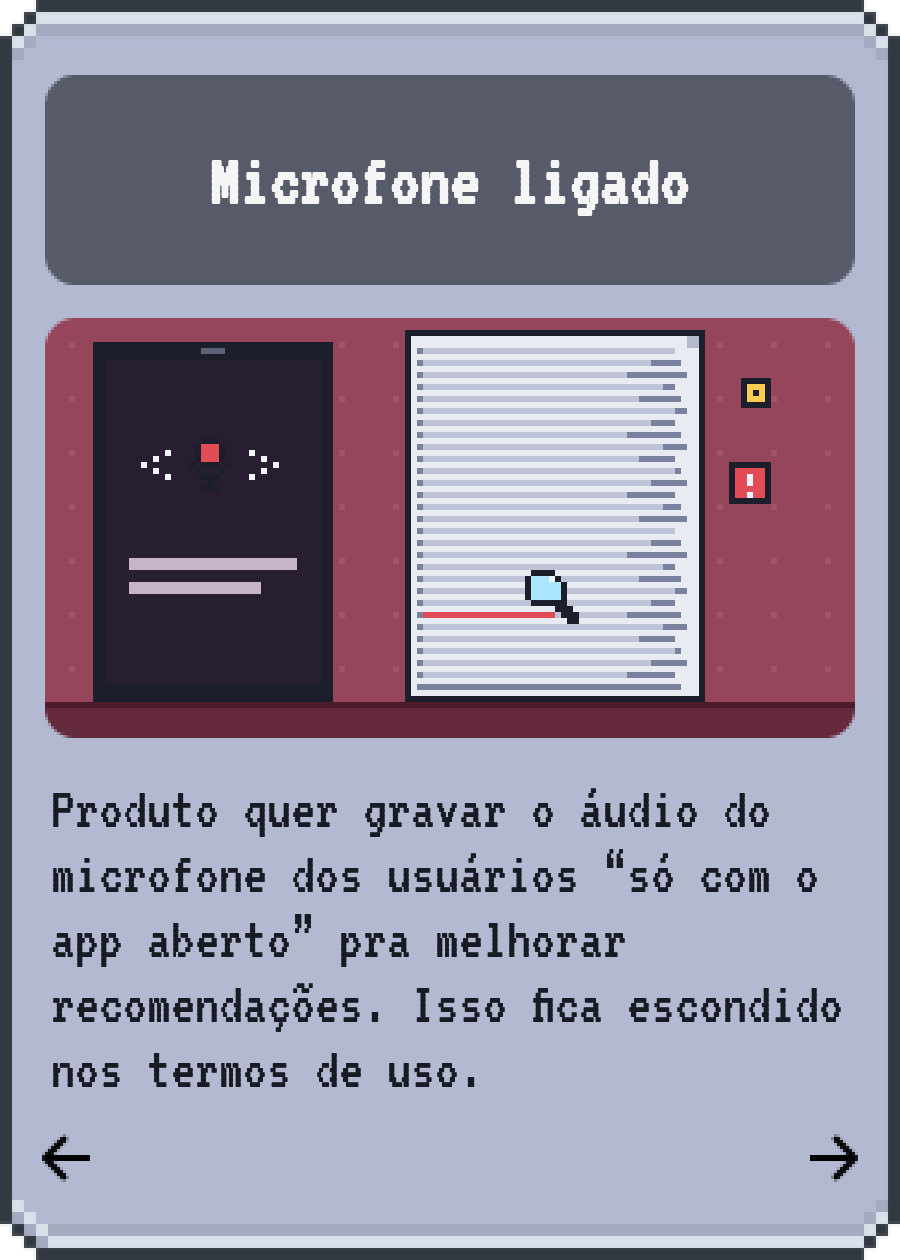 Microfone ligado
!
Produto quer gravar o áudio do
microfone dos usuários “só com o
app aberto” pra melhorar
recomendações. Isso fica escondido
nos termos de uso.